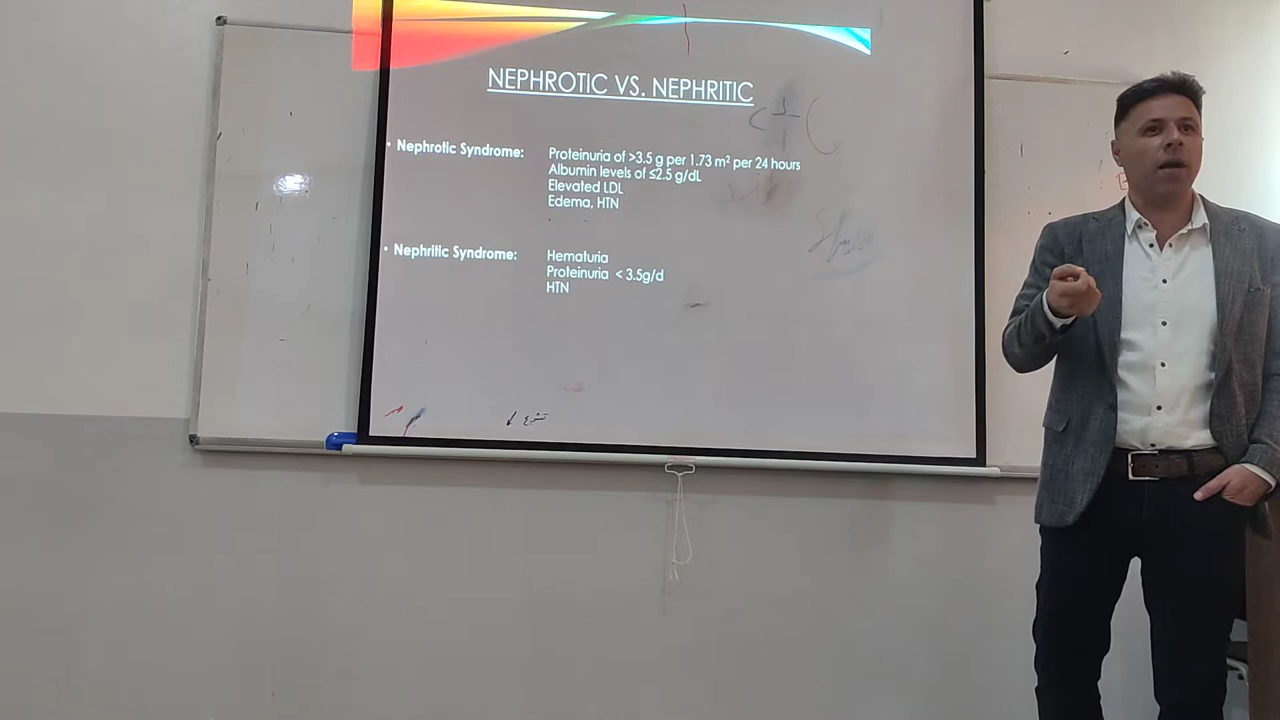 NEPHROTIC VS. NEPHRITIC
• Nephrotic Syndrome: Proteinuria of >3.5 g per 1.73 m² per 24 hours
Albumin levels of ≤2.5 g/dL
Elevated LDL
Edema, HTN
• Nephritic Syndrome: Hematuria
Proteinuria < 3.5g/d
HTN